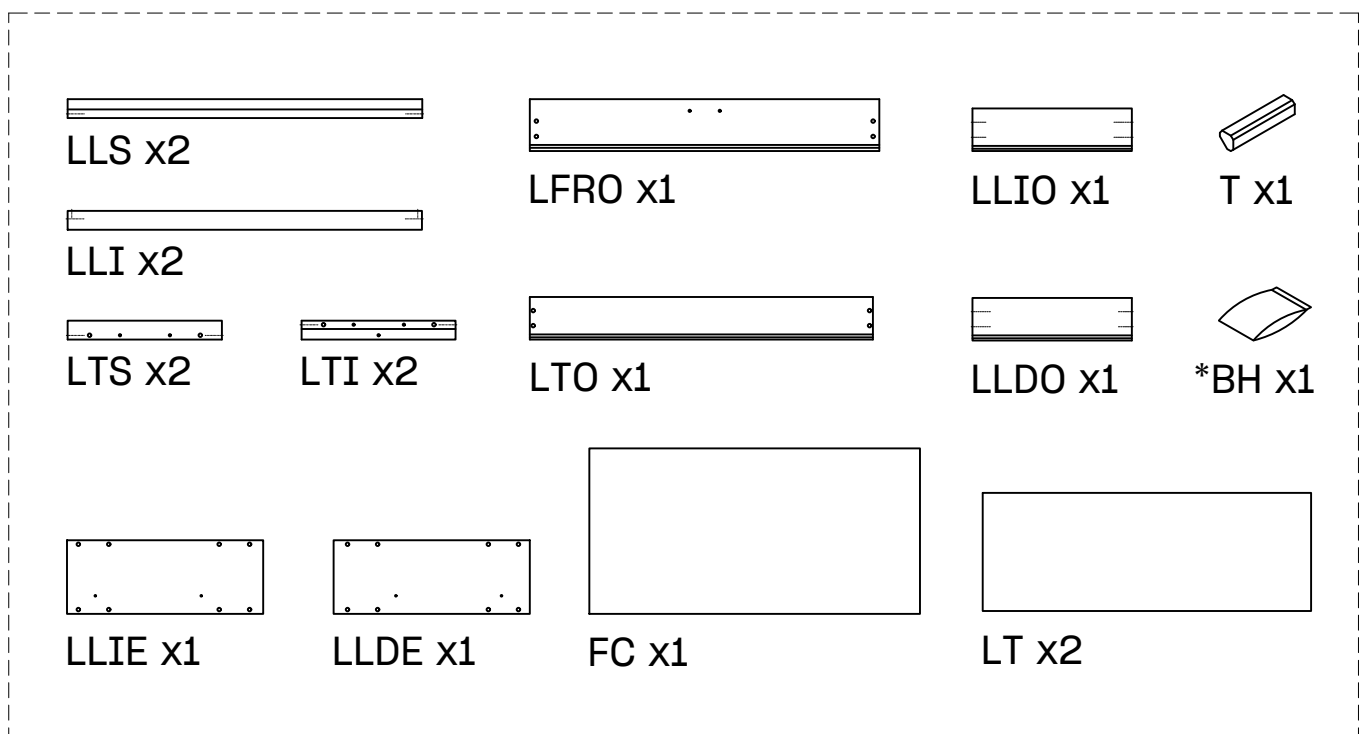 LLS x2
LFRO x1
LLIO x1
T x1
LLI x2
LTS x2
LTI x2
LTO x1
LLDO x1
*BH x1
LLIE x1
LLDE x1
FC x1
LT x2